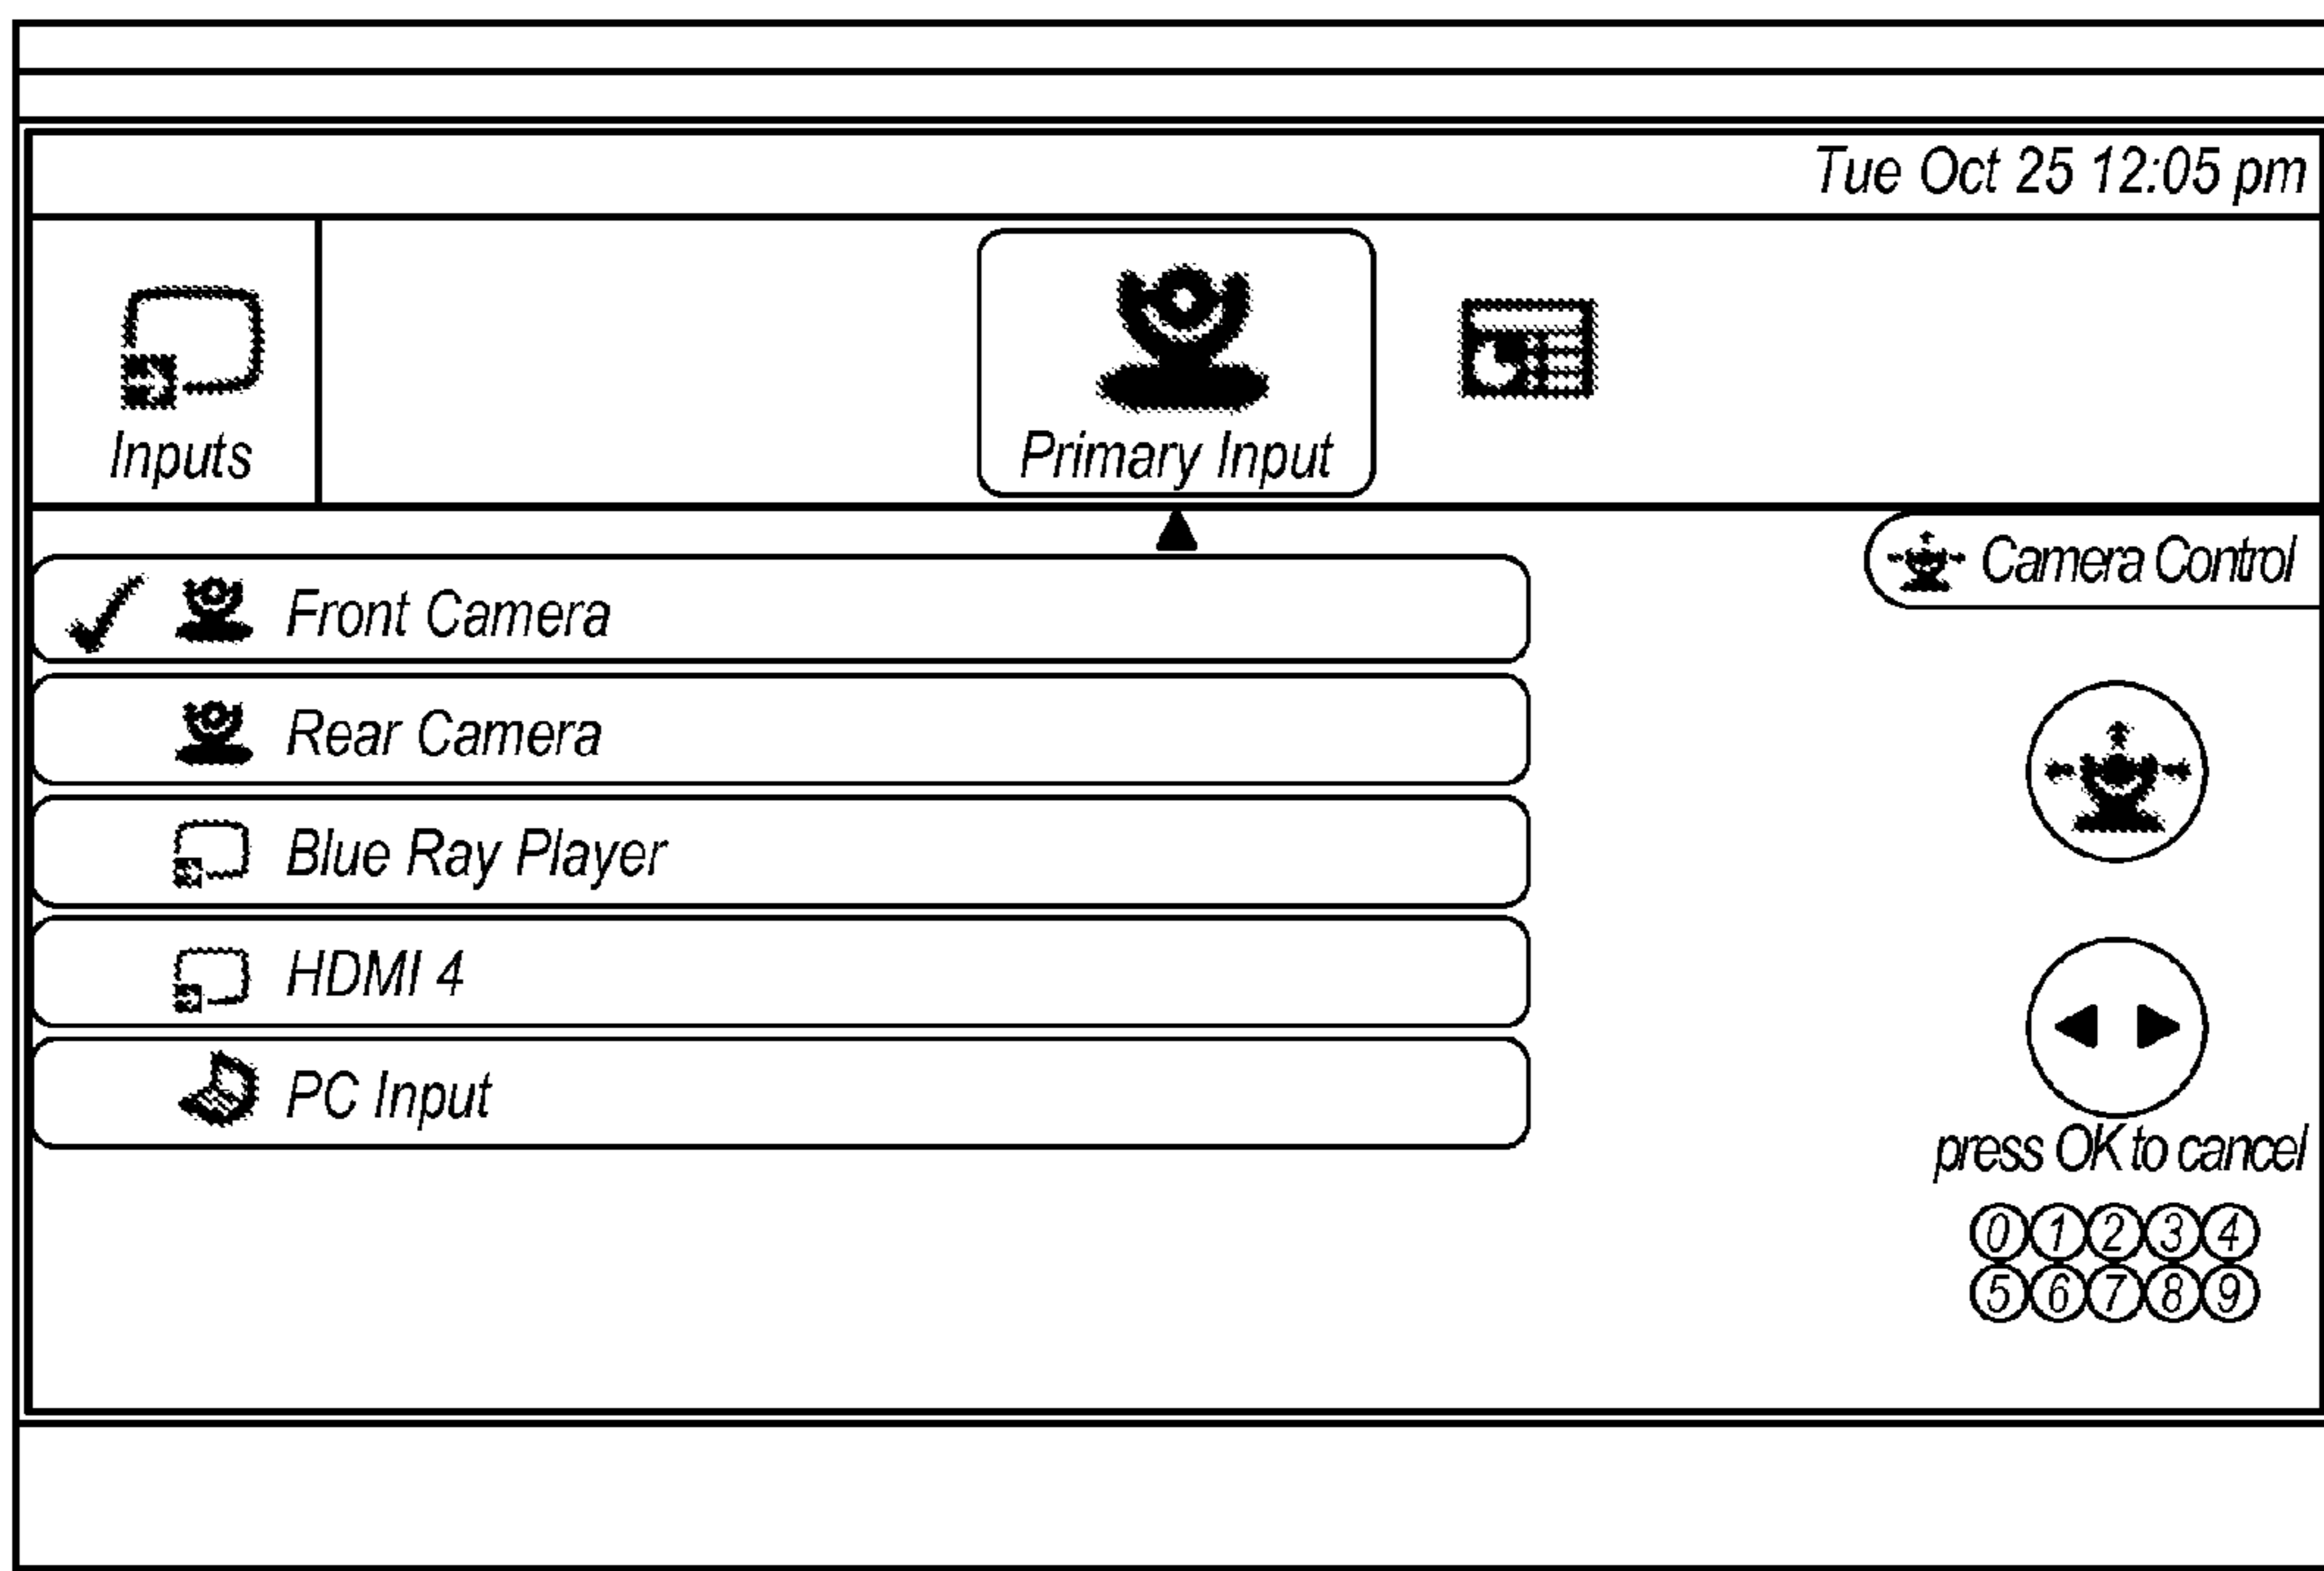 Tue Oct 25 12:05 pm
Inputs
Primary Input
Camera Control
Front Camera
Rear Camera
Blue Ray Player
HDMI 4
PC Input
press OK to cancel
0 1 2 3 4
5 6 7 8 9